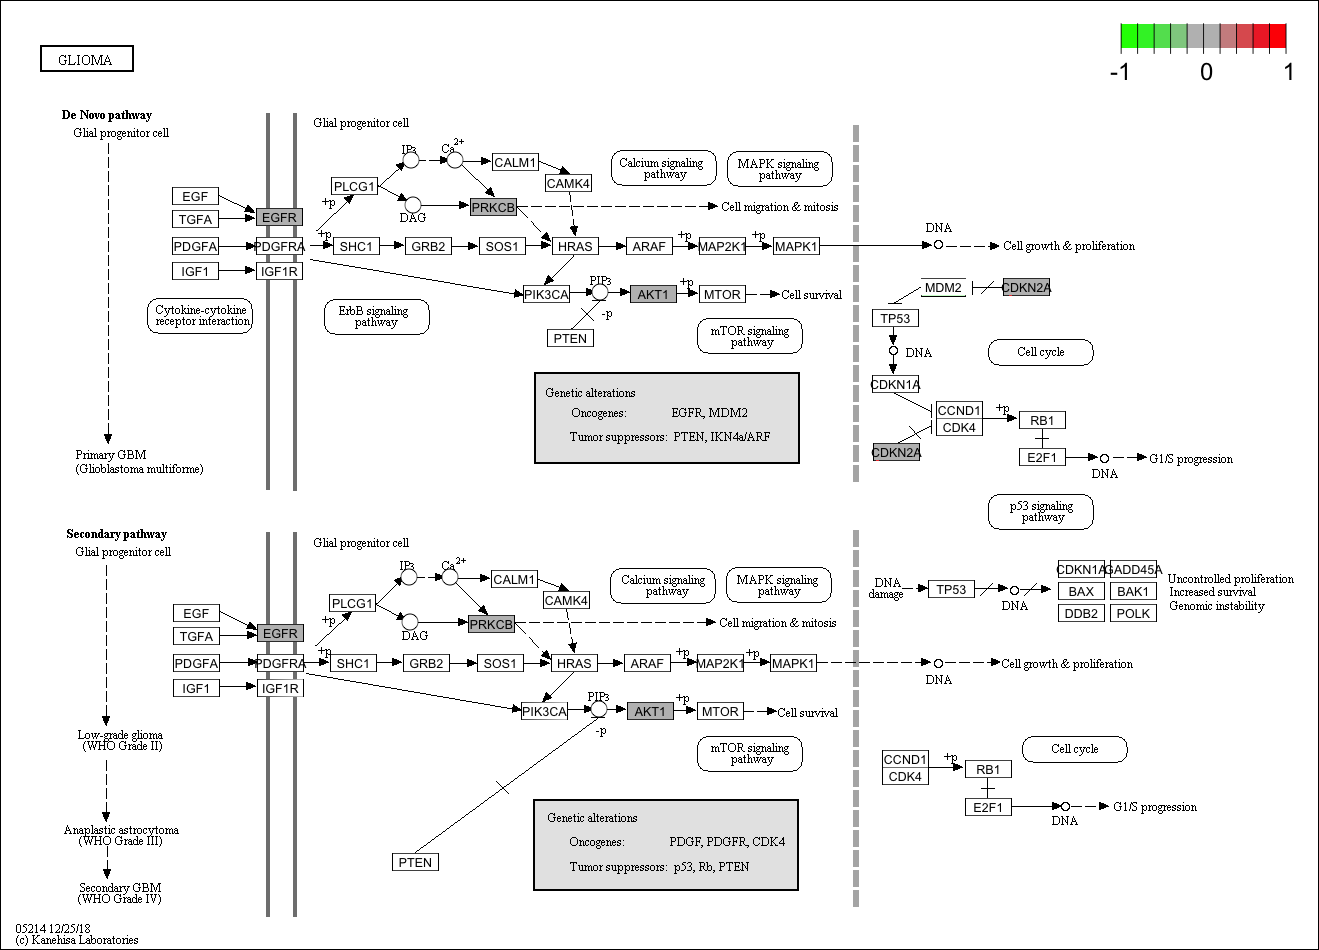 GLIOMA
-1 0 1
De Novo pathway
Glial progenitor cell
Glial progenitor cell
IP3
Ca2+
CALM1
Calcium signaling
pathway
MAPK signaling
pathway
PLCG1
CAMK4
EGF
+p
DAG
PRKCB
Cell migration & mitosis
TGFA
EGFR
DNA
PDGFA
PDGFRA
+p
SHC1
GRB2
SOS1
HRAS
ARAF
+p
MAP2K1
+p
MAPK1
Cell growth & proliferation
IGF1
IGF1R
PIP3
MDM2
CDKN2A
PIK3CA
AKT1
+p
MTOR
Cell survival
Cytokine-cytokine
receptor interaction
ErbB signaling
pathway
-p
TP53
PTEN
mTOR signaling
pathway
DNA
Cell cycle
CDKN1A
Genetic alterations
Oncogenes: EGFR, MDM2
Tumor suppressors: PTEN, IKN4a/ARF
CCND1
CDK4
+p
RB1
CDKN2A
E2F1
G1/S progression
DNA
Primary GBM
(Glioblastoma multiforme)
p53 signaling
pathway
Secondary pathway
Glial progenitor cell
Glial progenitor cell
IP3
Ca2+
CALM1
Calcium signaling
pathway
MAPK signaling
pathway
DNA
damage
TP53
DNA
CDKN1A
GADD45A
BAX
BAK1
DDB2
POLK
Uncontrolled proliferation
Increased survival
Genomic instability
PLCG1
CAMK4
EGF
+p
DAG
PRKCB
Cell migration & mitosis
TGFA
EGFR
PDGFA
PDGFRA
+p
SHC1
GRB2
SOS1
HRAS
ARAF
+p
MAP2K1
+p
MAPK1
Cell growth & proliferation
DNA
IGF1
IGF1R
PIP3
PIK3CA
AKT1
+p
MTOR
Cell survival
-p
Low-grade glioma
(WHO Grade II)
mTOR signaling
pathway
Cell cycle
CCND1
CDK4
+p
RB1
E2F1
G1/S progression
DNA
Genetic alterations
Oncogenes: PDGF, PDGFR, CDK4
Tumor suppressors: p53, Rb, PTEN
Anaplastic astrocytoma
(WHO Grade III)
PTEN
Secondary GBM
(WHO Grade IV)
05214 12/25/18
(c) Kanehisa Laboratories